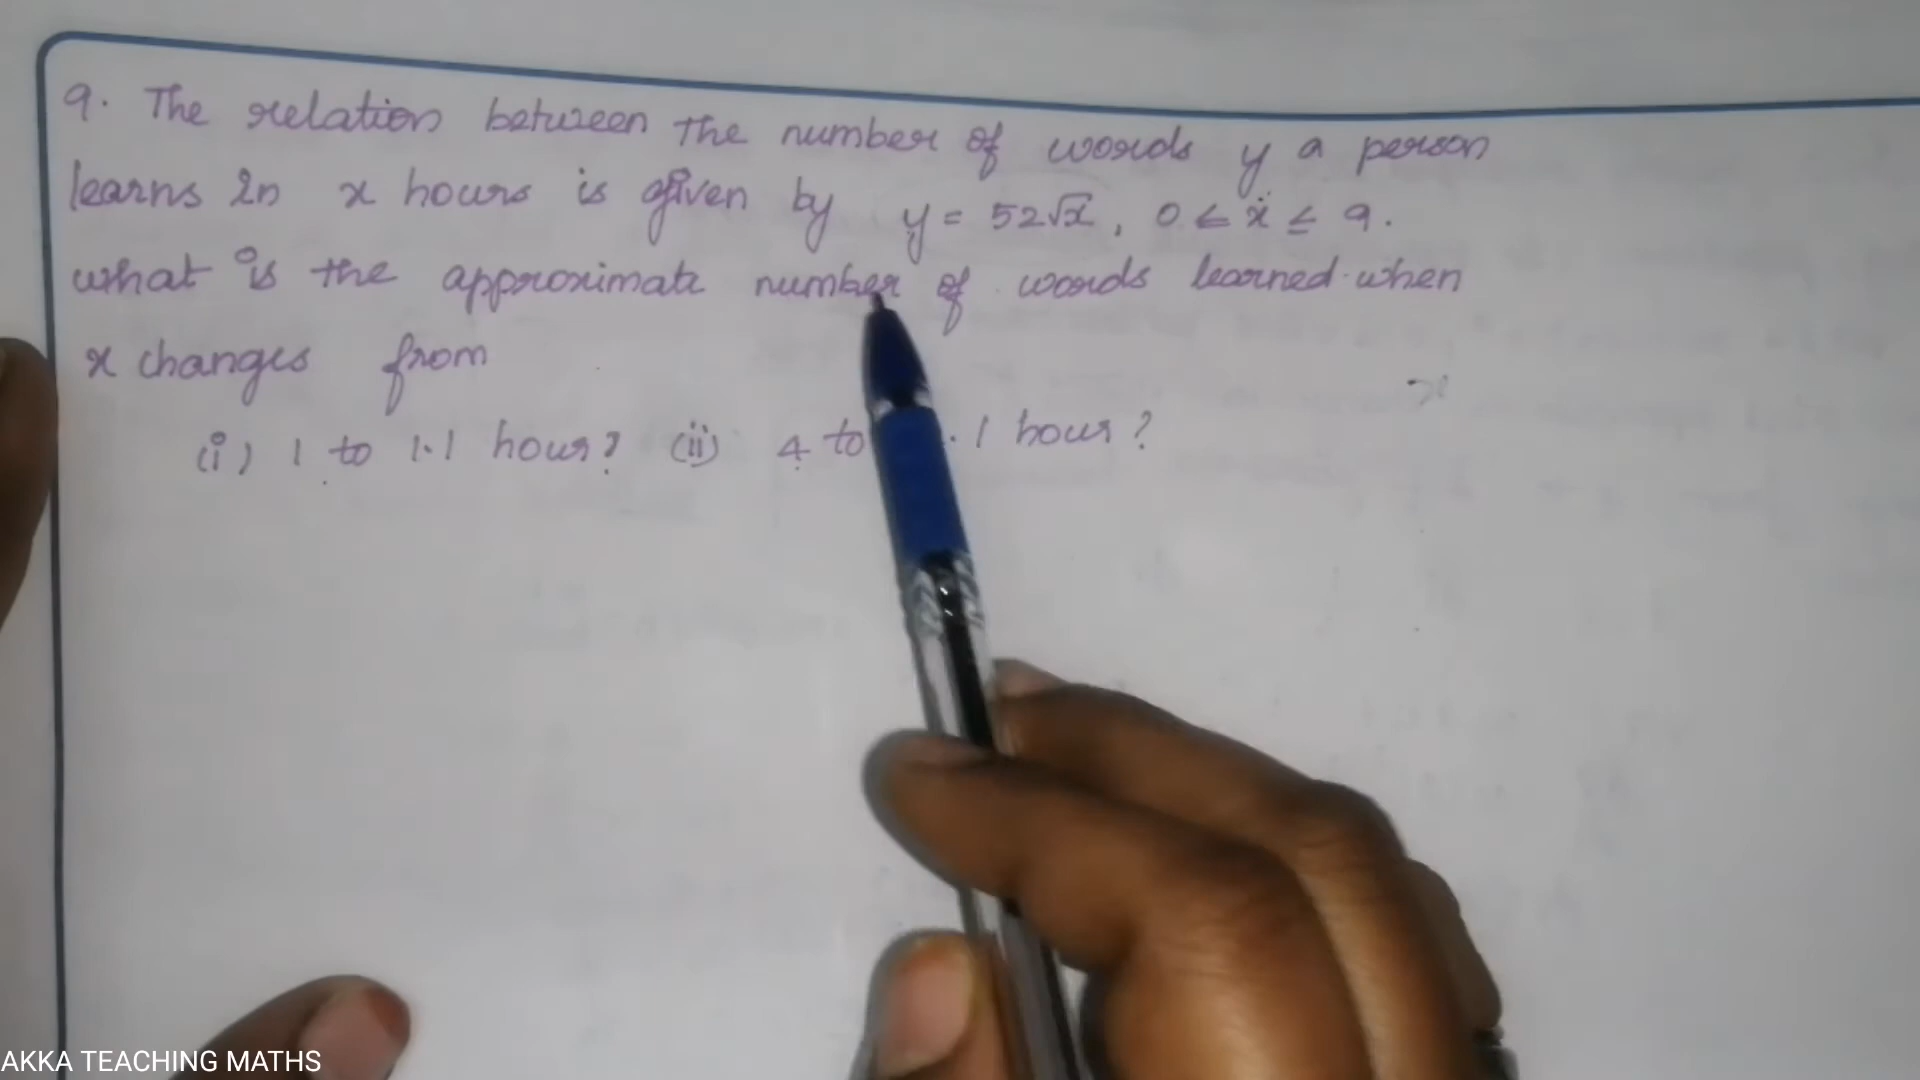 9. The relation between the number of words y a person
learns in x hours is given by y = 52√x, 0 ≤ x ≤ 9.
what is the approximate number of words learned when
x changes from
(i) 1 to 1.1 hour? (ii) 4 to .1 hour?
AKKA TEACHING MATHS